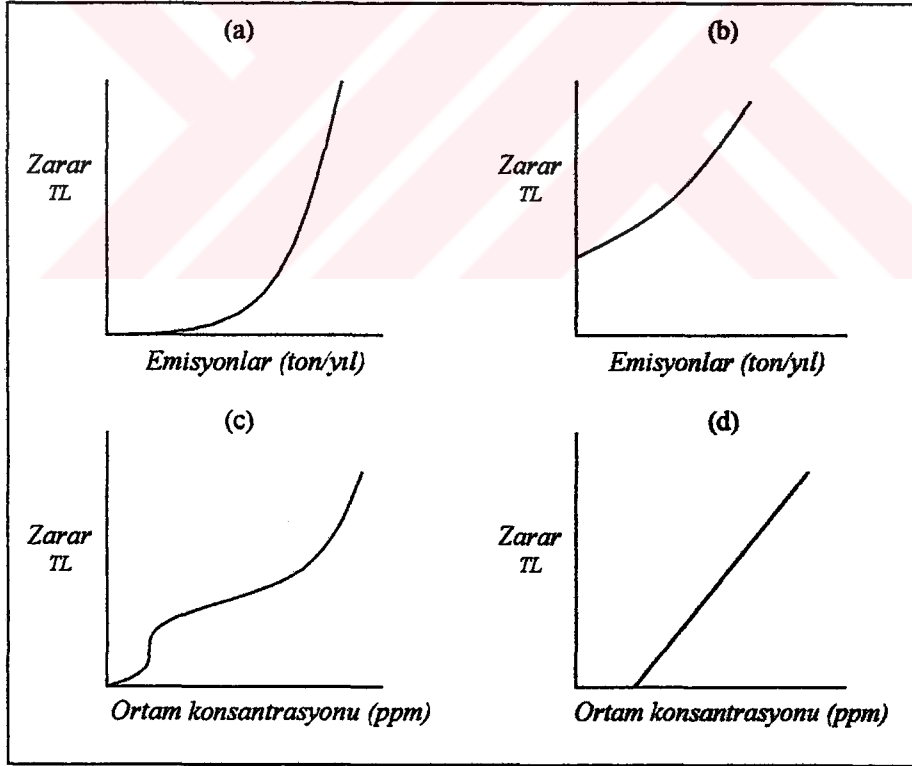 (a)
Zarar
TL
Emisyonlar (ton/yıl)
(b)
Zarar
TL
Emisyonlar (ton/yıl)
(c)
Zarar
TL
Ortam konsantrasyonu (ppm)
(d)
Zarar
TL
Ortam konsantrasyonu (ppm)